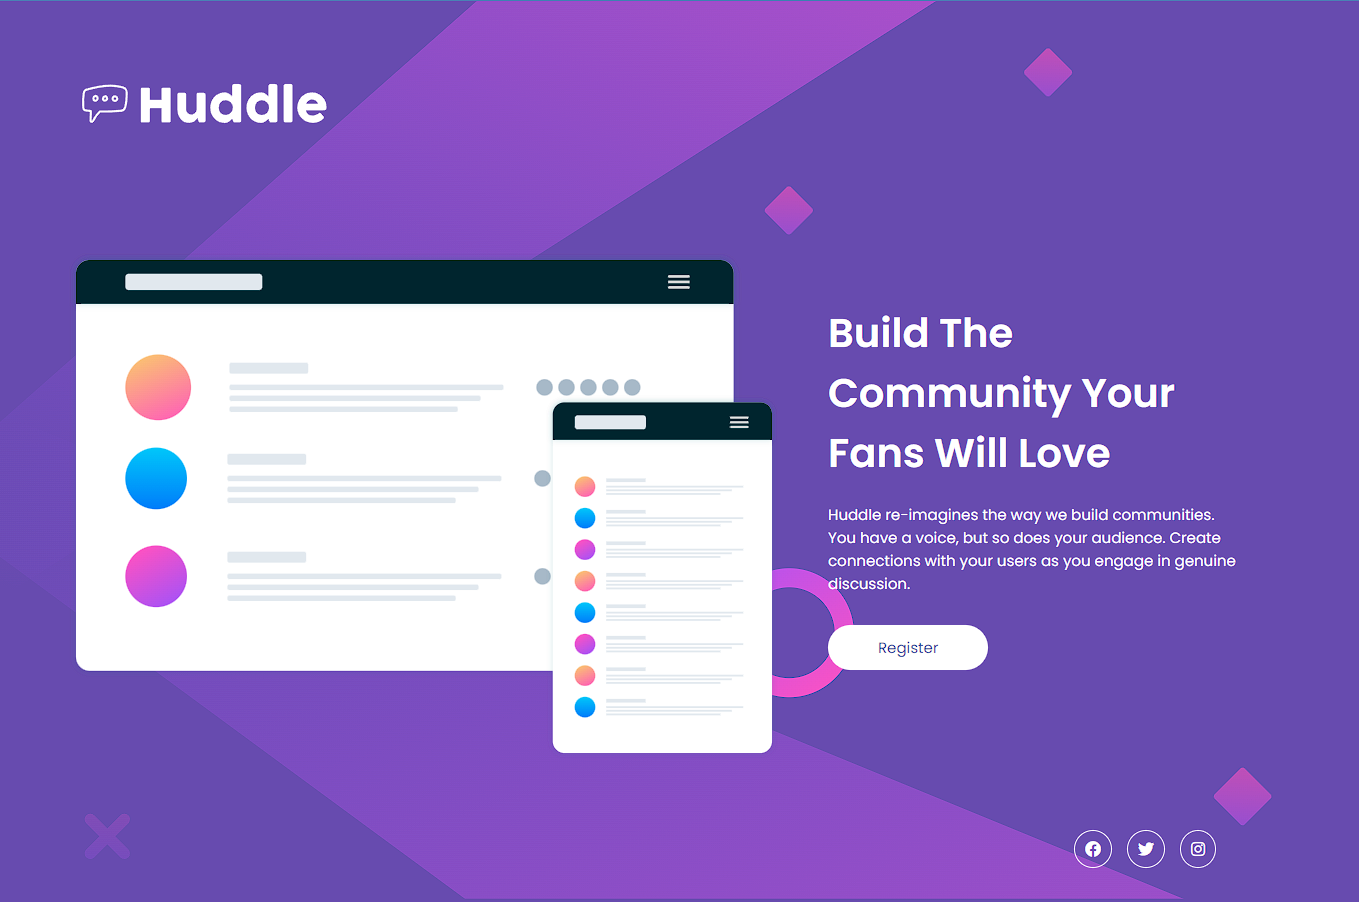 Huddle
Build The
Community Your
Fans Will Love
Huddle re-imagines the way we build communities.
You have a voice, but so does your audience. Create
connections with your users as you engage in genuine
discussion.
Register